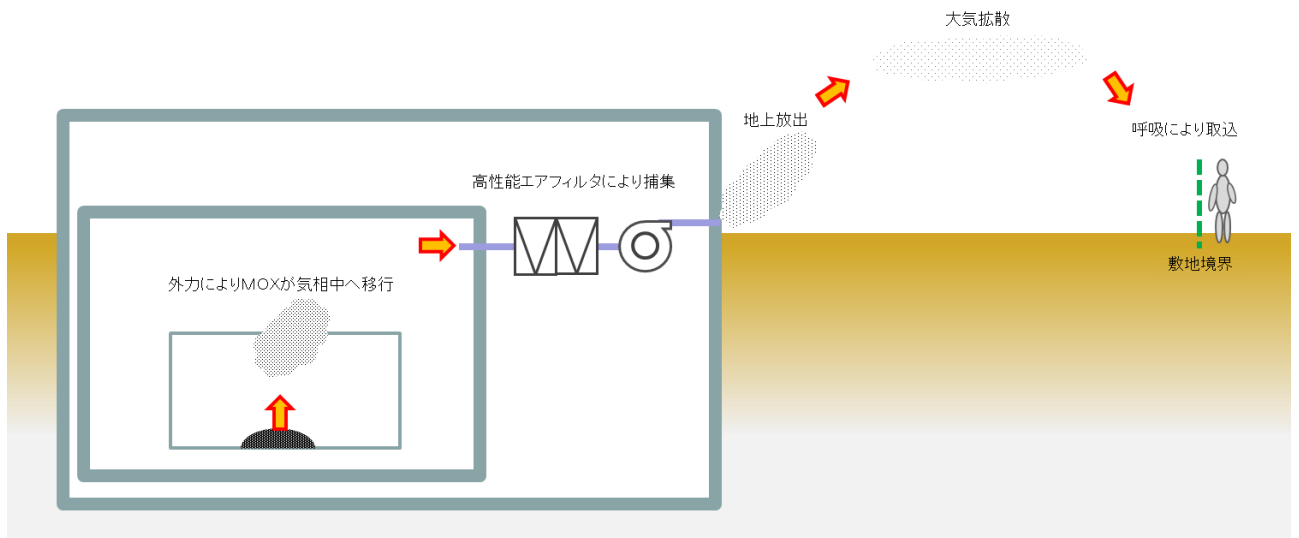 大気拡散
地上放出
呼吸により取込
高性能エアフィルタにより捕集
敷地境界
外力によりMOXが気相中へ移行